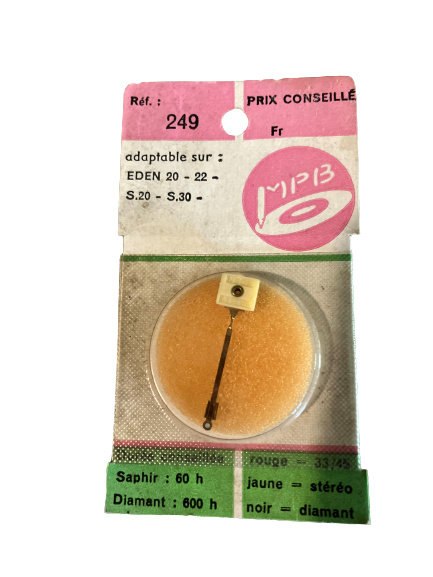 Réf. :
249
PRIX CONSEILLÉ
Fr
adaptable sur :
EDEN 20 - 22 -
S.20 - S.30 -
MPB
rouge = 33/45
Saphir : 60 h
jaune = stéréo
Diamant : 600 h
noir = diamant